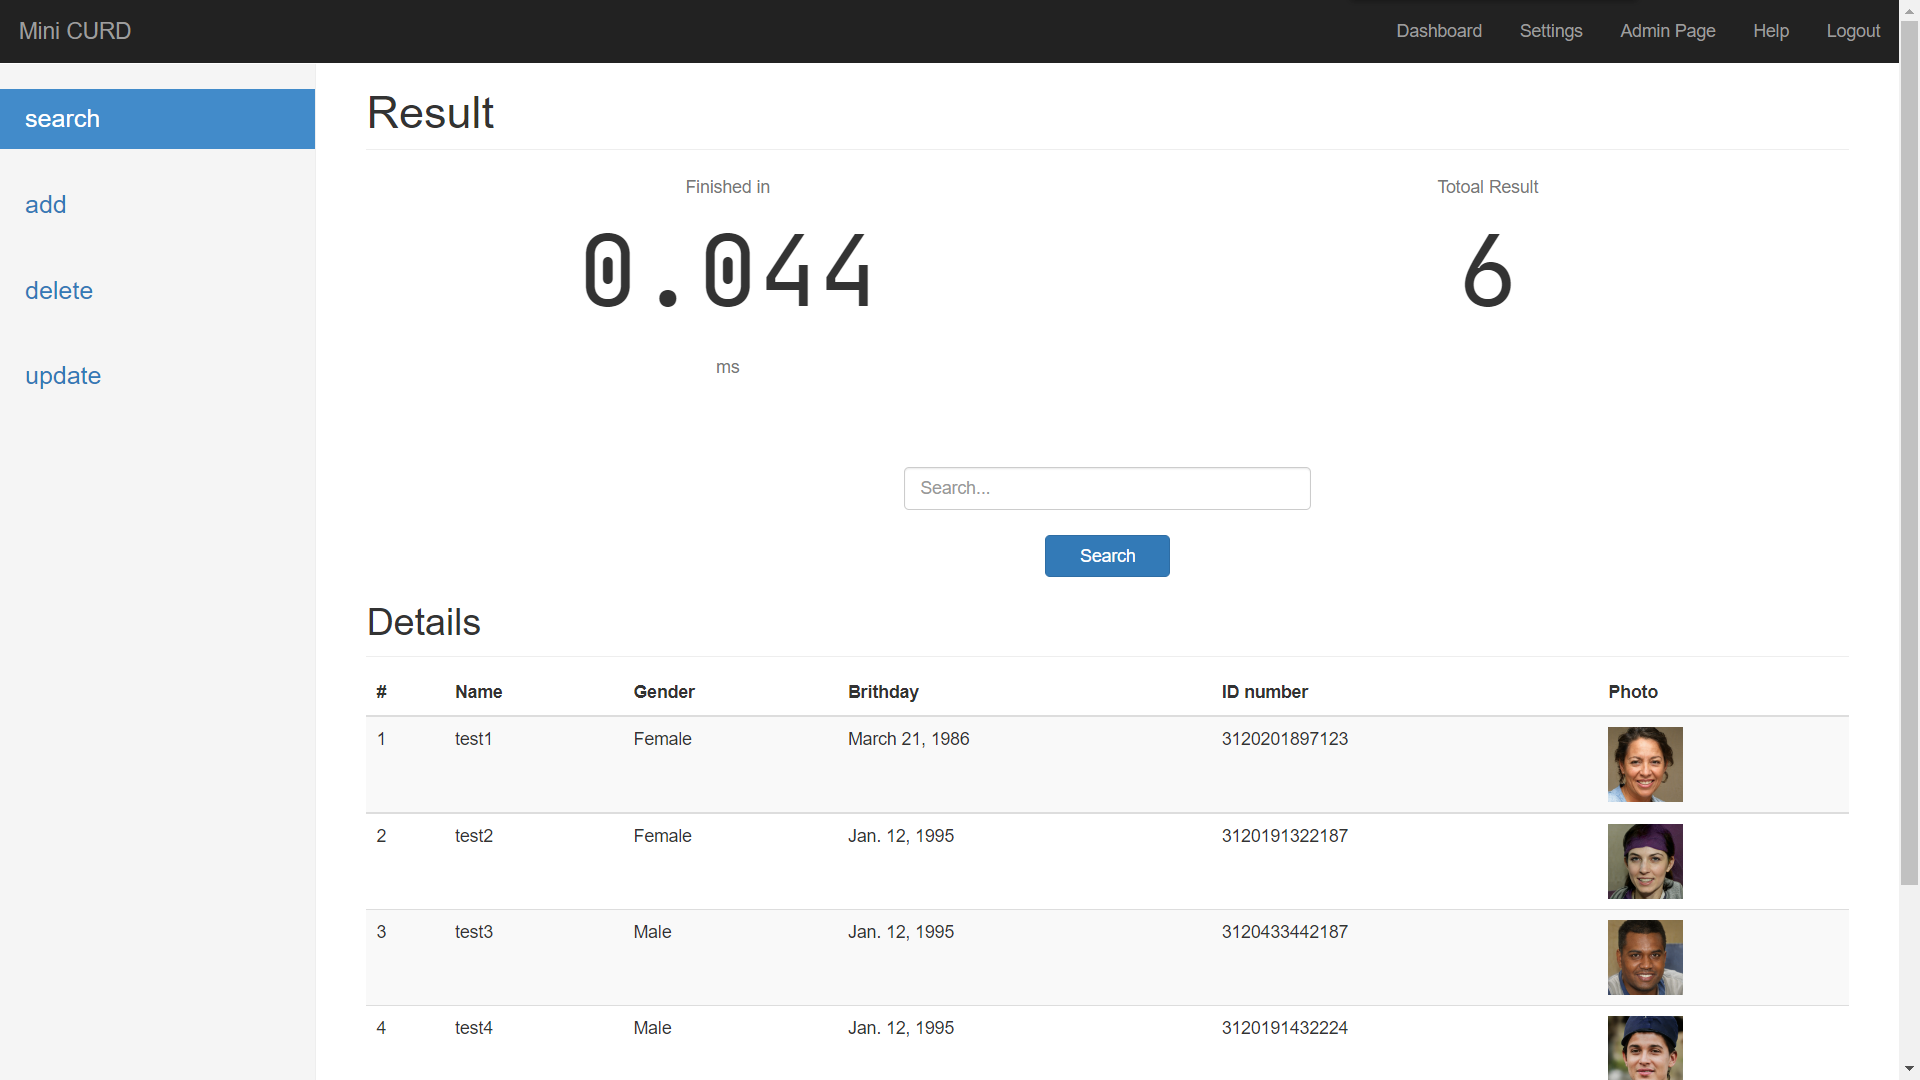 Mini CURD
Dashboard Settings Admin Page Help Logout
search
add
delete
update
Result
Finished in
0.044
ms
Totoal Result
6
Search...
Search
Details
# Name Gender Brithday ID number Photo
1 test1 Female March 21, 1986 3120201897123
2 test2 Female Jan. 12, 1995 3120191322187
3 test3 Male Jan. 12, 1995 3120433442187
4 test4 Male Jan. 12, 1995 3120191432224